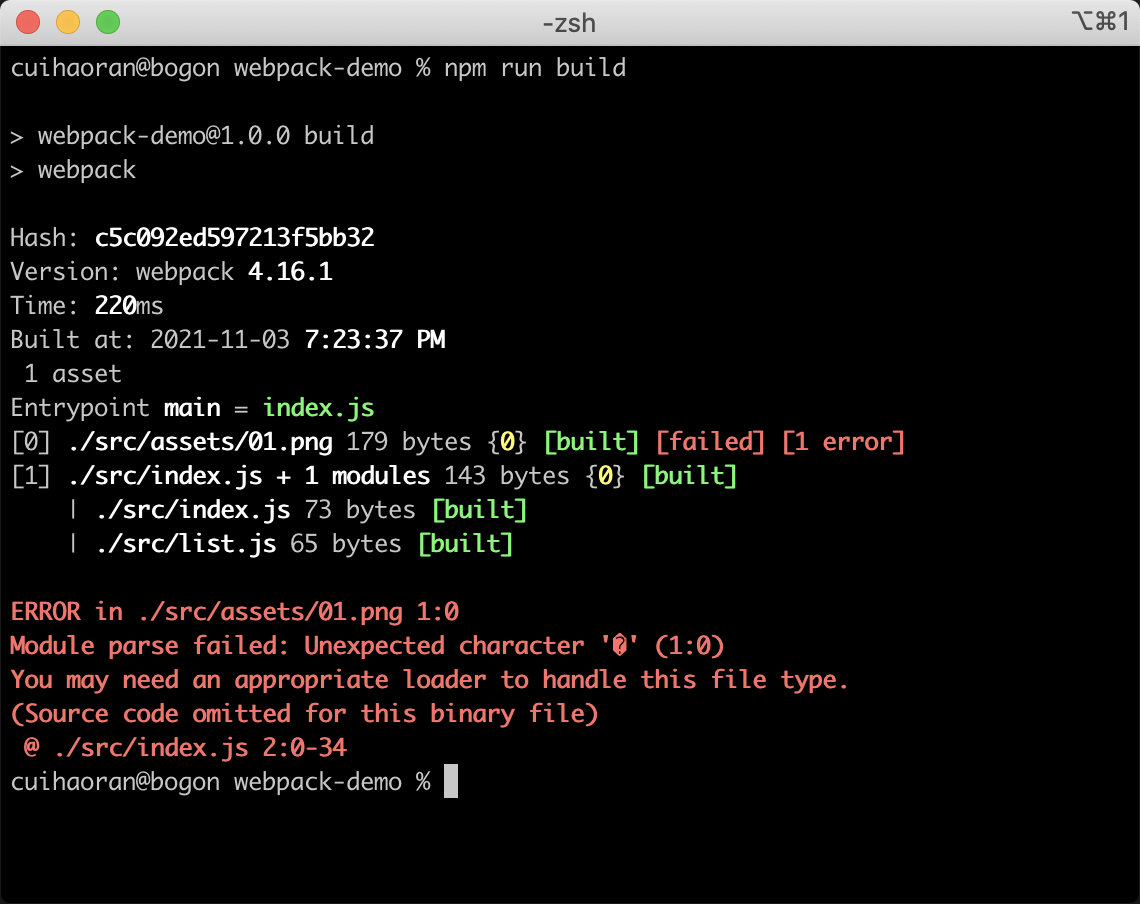 -zsh
⌥⌘1
cuihaoran@bogon webpack-demo % npm run build
> webpack-demo@1.0.0 build
> webpack
Hash: c5c092ed597213f5bb32
Version: webpack 4.16.1
Time: 220ms
Built at: 2021-11-03 7:23:37 PM
 1 asset
Entrypoint main = index.js
[0] ./src/assets/01.png 179 bytes {0} [built] [failed] [1 error]
[1] ./src/index.js + 1 modules 143 bytes {0} [built]
    | ./src/index.js 73 bytes [built]
    | ./src/list.js 65 bytes [built]
ERROR in ./src/assets/01.png 1:0
Module parse failed: Unexpected character '�' (1:0)
You may need an appropriate loader to handle this file type.
(Source code omitted for this binary file)
 @ ./src/index.js 2:0-34
cuihaoran@bogon webpack-demo %